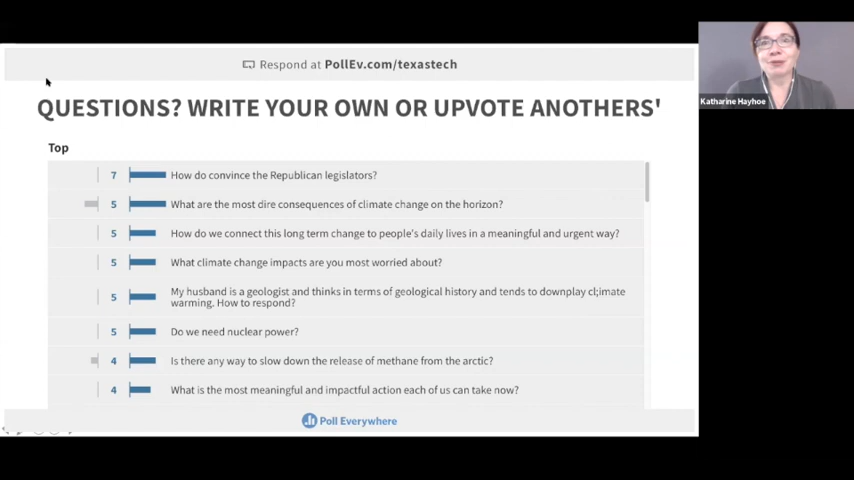 Respond at PollEv.com/texastech
QUESTIONS? WRITE YOUR OWN OR UPVOTE ANOTHERS'
Top
7 How do convince the Republican legislators?
5 What are the most dire consequences of climate change on the horizon?
5 How do we connect this long term change to people's daily lives in a meaningful and urgent way?
5 What climate change impacts are you most worried about?
5 My husband is a geologist and thinks in terms of geological history and tends to downplay cl;imate
warming. How to respond?
5 Do we need nuclear power?
4 Is there any way to slow down the release of methane from the arctic?
4 What is the most meaningful and impactful action each of us can take now?
Poll Everywhere
Katharine Hayhoe